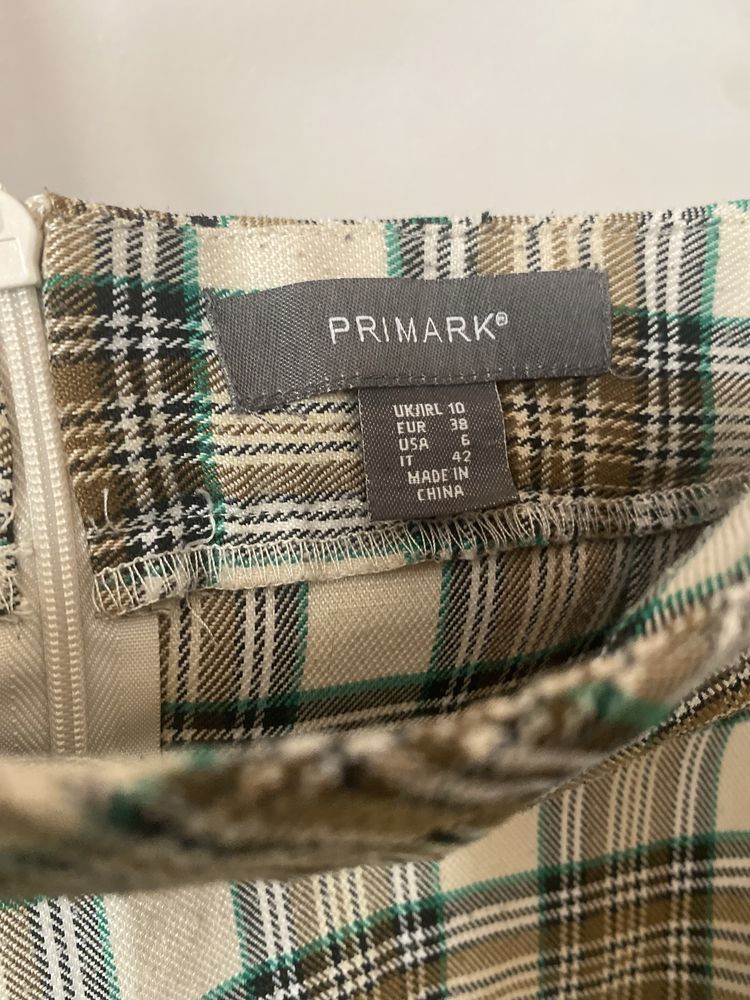 PRIMARK®
UK/IRL 10
EUR 38
USA 6
IT 42
MADE IN
CHINA